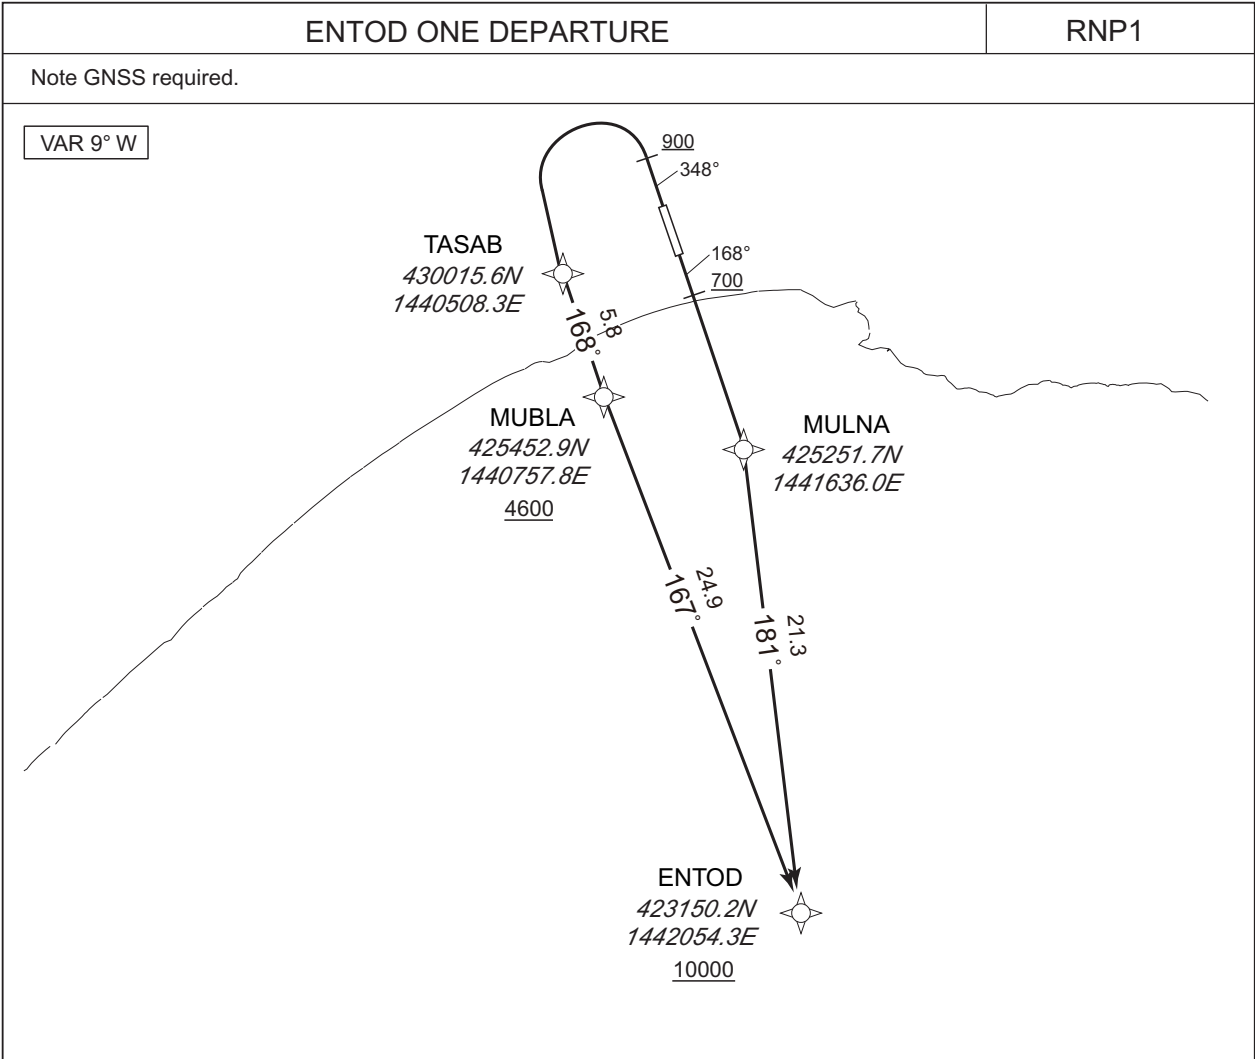 ENTOD ONE DEPARTURE
RNP1
Note GNSS required.
VAR 9° W
900
348°
TASAB
430015.6N
1440508.3E
168°
700
5.8
168°
MUBLA
425452.9N
1440757.8E
4600
MULNA
425251.7N
1441636.0E
24.9
167°
21.3
181°
ENTOD
423150.2N
1442054.3E
10000